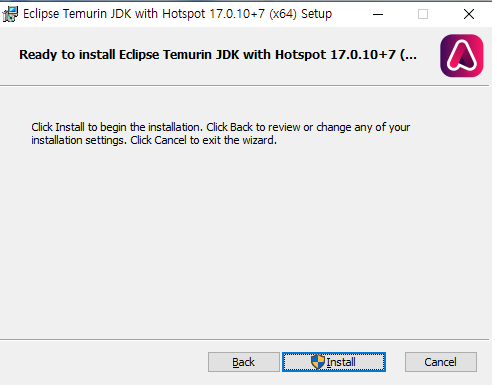 Eclipse Temurin JDK with Hotspot 17.0.10+7 (x64) Setup
Ready to install Eclipse Temurin JDK with Hotspot 17.0.10+7 (...
Click Install to begin the installation. Click Back to review or change any of your
installation settings. Click Cancel to exit the wizard.
Back
Install
Cancel